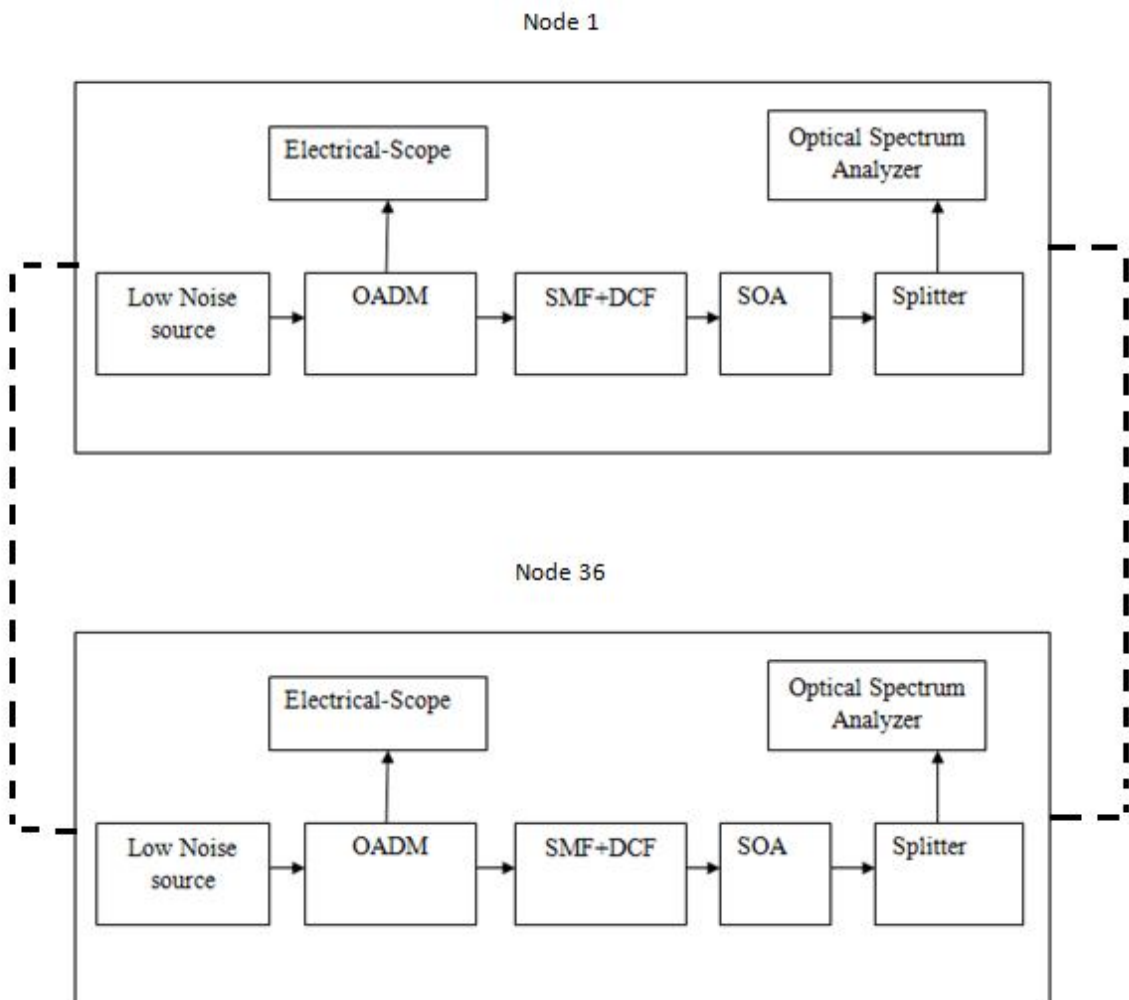 Node 1
Electrical-Scope
Optical Spectrum
Analyzer
Low Noise
source
OADM
SMF+DCF
SOA
Splitter
Node 36
Electrical-Scope
Optical Spectrum
Analyzer
Low Noise
source
OADM
SMF+DCF
SOA
Splitter